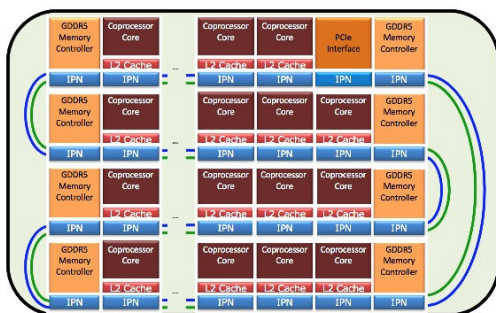 GDDR5 Coprocessor Coprocessor Coprocessor PCIe GDDR5
Memory Core Core Core Interface Memory
Controller Controller
L2 Cache ... L2 Cache L2 Cache
IPN IPN IPN IPN IPN IPN
GDDR5 Coprocessor Coprocessor Coprocessor Coprocessor GDDR5
Memory Core Core Core Core Memory
Controller Controller
L2 Cache ... L2 Cache L2 Cache L2 Cache
IPN IPN IPN IPN IPN IPN
GDDR5 Coprocessor Coprocessor Coprocessor Coprocessor GDDR5
Memory Core Core Core Core Memory
Controller Controller
L2 Cache ... L2 Cache L2 Cache L2 Cache
IPN IPN IPN IPN IPN IPN
GDDR5 Coprocessor Coprocessor Coprocessor Coprocessor GDDR5
Memory Core Core Core Core Memory
Controller Controller
L2 Cache ... L2 Cache L2 Cache L2 Cache
IPN IPN IPN IPN IPN IPN